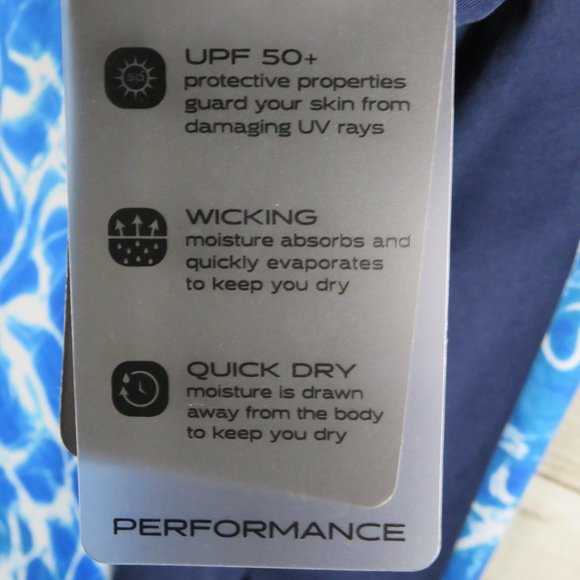 UPF 50+
protective properties
guard your skin from
damaging UV rays
WICKING
moisture absorbs and
quickly evaporates
to keep you dry
QUICK DRY
moisture is drawn
away from the body
to keep you dry
PERFORMANCE